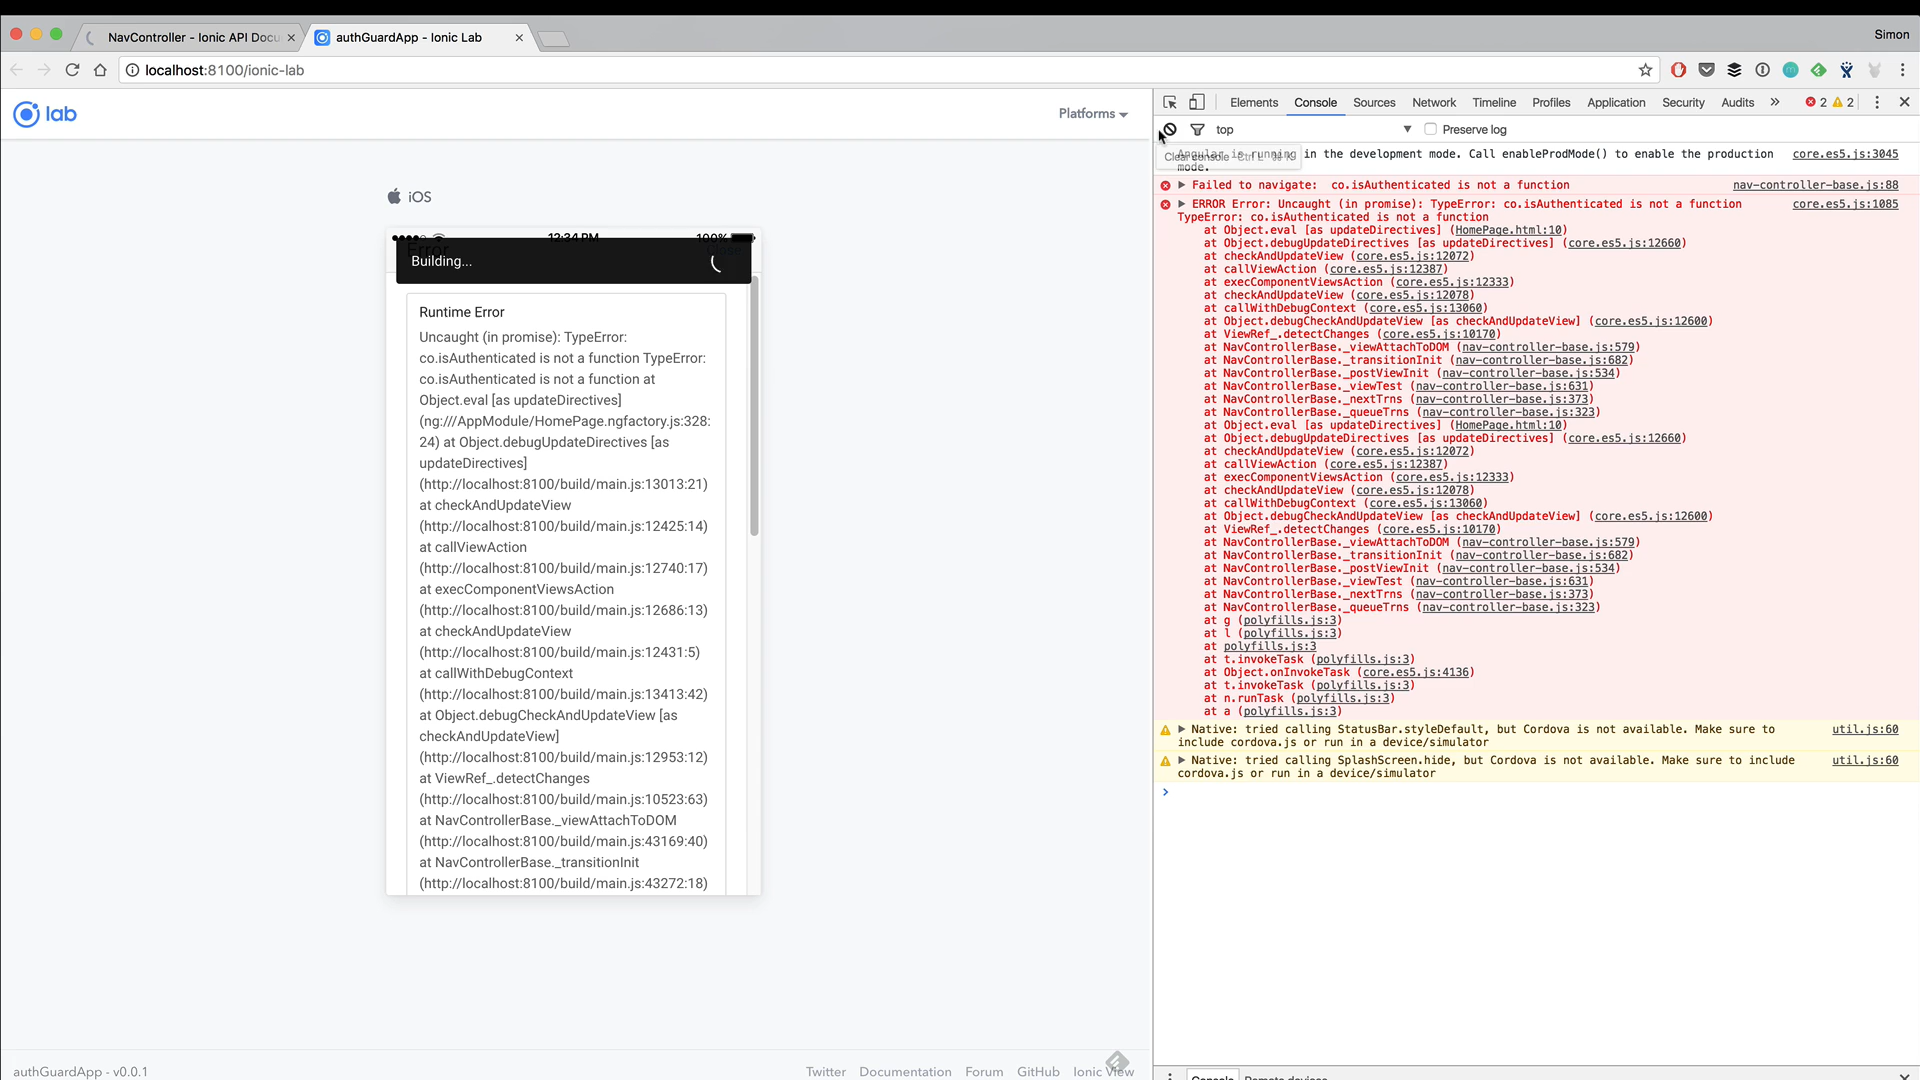 NavController - Ionic API Docu
authGuardApp - Ionic Lab
Simon
localhost:8100/ionic-lab
lab
Platforms
iOS
12:34 PM
100%
Error
Building...
Runtime Error
Uncaught (in promise): TypeError:
co.isAuthenticated is not a function TypeError:
co.isAuthenticated is not a function at
Object.eval [as updateDirectives]
(ng:///AppModule/HomePage.ngfactory.js:328:
24) at Object.debugUpdateDirectives [as
updateDirectives]
(http://localhost:8100/build/main.js:13013:21)
at checkAndUpdateView
(http://localhost:8100/build/main.js:12425:14)
at callViewAction
(http://localhost:8100/build/main.js:12740:17)
at execComponentViewsAction
(http://localhost:8100/build/main.js:12686:13)
at checkAndUpdateView
(http://localhost:8100/build/main.js:12431:5)
at callWithDebugContext
(http://localhost:8100/build/main.js:13413:42)
at Object.debugCheckAndUpdateView [as
checkAndUpdateView]
(http://localhost:8100/build/main.js:12953:12)
at ViewRef_.detectChanges
(http://localhost:8100/build/main.js:10523:63)
at NavControllerBase._viewAttachToDOM
(http://localhost:8100/build/main.js:43169:40)
at NavControllerBase._transitionInit
(http://localhost:8100/build/main.js:43272:18)
authGuardApp - v0.0.1
Twitter Documentation Forum GitHub Ionic View
Elements Console Sources Network Timeline Profiles Application Security Audits » 2 2
top Preserve log
Clear console
Angular is running in the development mode. Call enableProdMode() to enable the production core.es5.js:3045
mode.
Failed to navigate: co.isAuthenticated is not a function nav-controller-base.js:88
ERROR Error: Uncaught (in promise): TypeError: co.isAuthenticated is not a function core.es5.js:1085
TypeError: co.isAuthenticated is not a function
at Object.eval [as updateDirectives] (HomePage.html:10)
at Object.debugUpdateDirectives [as updateDirectives] (core.es5.js:12660)
at checkAndUpdateView (core.es5.js:12072)
at callViewAction (core.es5.js:12387)
at execComponentViewsAction (core.es5.js:12333)
at checkAndUpdateView (core.es5.js:12078)
at callWithDebugContext (core.es5.js:13060)
at Object.debugCheckAndUpdateView [as checkAndUpdateView] (core.es5.js:12600)
at ViewRef_.detectChanges (core.es5.js:10170)
at NavControllerBase._viewAttachToDOM (nav-controller-base.js:579)
at NavControllerBase._transitionInit (nav-controller-base.js:682)
at NavControllerBase._postViewInit (nav-controller-base.js:534)
at NavControllerBase._viewTest (nav-controller-base.js:631)
at NavControllerBase._nextTrns (nav-controller-base.js:373)
at NavControllerBase._queueTrns (nav-controller-base.js:323)
at Object.eval [as updateDirectives] (HomePage.html:10)
at Object.debugUpdateDirectives [as updateDirectives] (core.es5.js:12660)
at checkAndUpdateView (core.es5.js:12072)
at callViewAction (core.es5.js:12387)
at execComponentViewsAction (core.es5.js:12333)
at checkAndUpdateView (core.es5.js:12078)
at callWithDebugContext (core.es5.js:13060)
at Object.debugCheckAndUpdateView [as checkAndUpdateView] (core.es5.js:12600)
at ViewRef_.detectChanges (core.es5.js:10170)
at NavControllerBase._viewAttachToDOM (nav-controller-base.js:579)
at NavControllerBase._transitionInit (nav-controller-base.js:682)
at NavControllerBase._postViewInit (nav-controller-base.js:534)
at NavControllerBase._viewTest (nav-controller-base.js:631)
at NavControllerBase._nextTrns (nav-controller-base.js:373)
at NavControllerBase._queueTrns (nav-controller-base.js:323)
at g (polyfills.js:3)
at l (polyfills.js:3)
at polyfills.js:3
at t.invokeTask (polyfills.js:3)
at Object.onInvokeTask (core.es5.js:4136)
at t.invokeTask (polyfills.js:3)
at n.runTask (polyfills.js:3)
at a (polyfills.js:3)
Native: tried calling StatusBar.styleDefault, but Cordova is not available. Make sure to util.js:60
include cordova.js or run in a device/simulator
Native: tried calling SplashScreen.hide, but Cordova is not available. Make sure to include util.js:60
cordova.js or run in a device/simulator
Console Remote devices